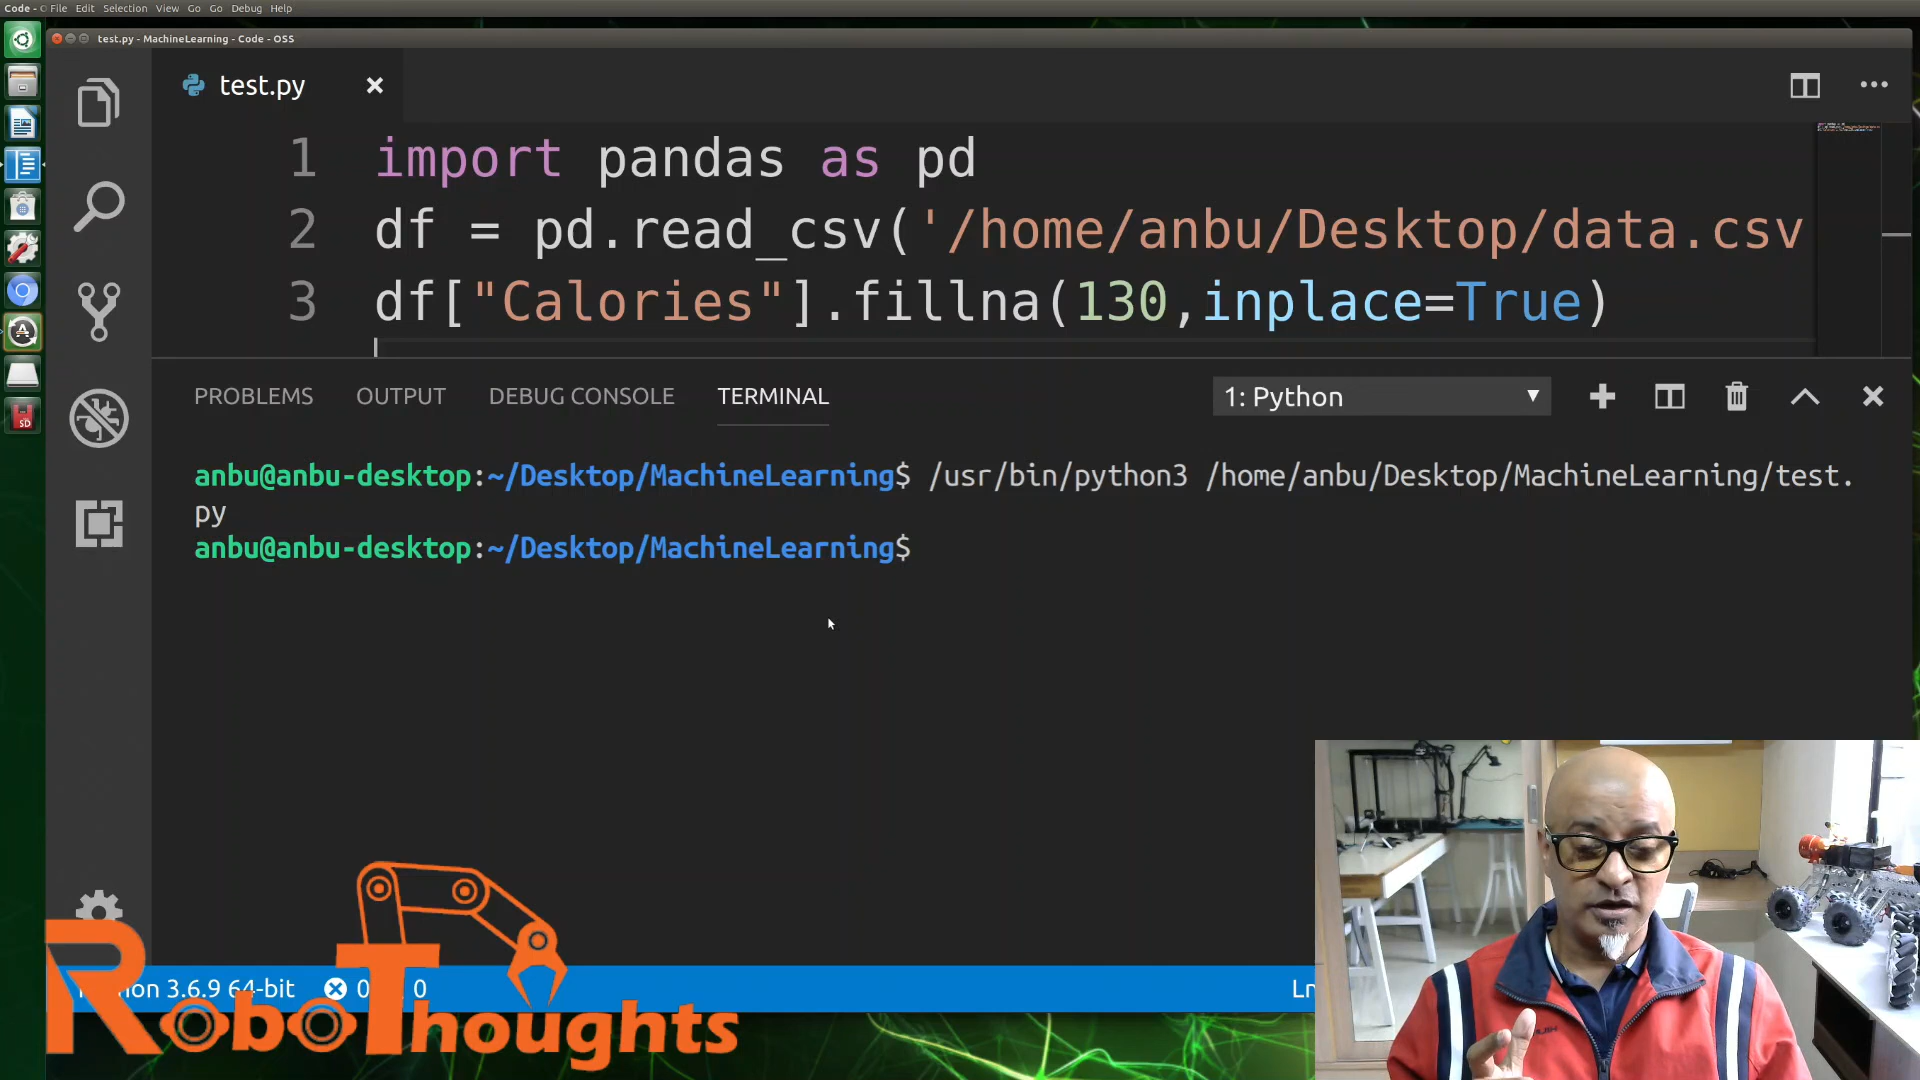 Code - File Edit Selection View Go Go Debug Help
test.py - MachineLearning - Code - OSS
test.py
1 import pandas as pd
2 df = pd.read_csv('/home/anbu/Desktop/data.csv
3 df["Calories"].fillna(130,inplace=True)
PROBLEMS OUTPUT DEBUG CONSOLE TERMINAL 1: Python
anbu@anbu-desktop:~/Desktop/MachineLearning$ /usr/bin/python3 /home/anbu/Desktop/MachineLearning/test.
py
anbu@anbu-desktop:~/Desktop/MachineLearning$
3.6.9 64-bit 0 0 Ln
RoboThoughts